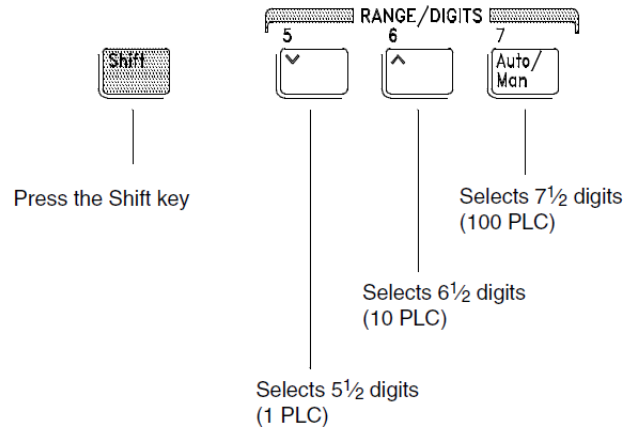 RANGE/DIGITS
5 6 7
Shift
Auto/
Man
Press the Shift key
Selects 7½ digits
(100 PLC)
Selects 6½ digits
(10 PLC)
Selects 5½ digits
(1 PLC)